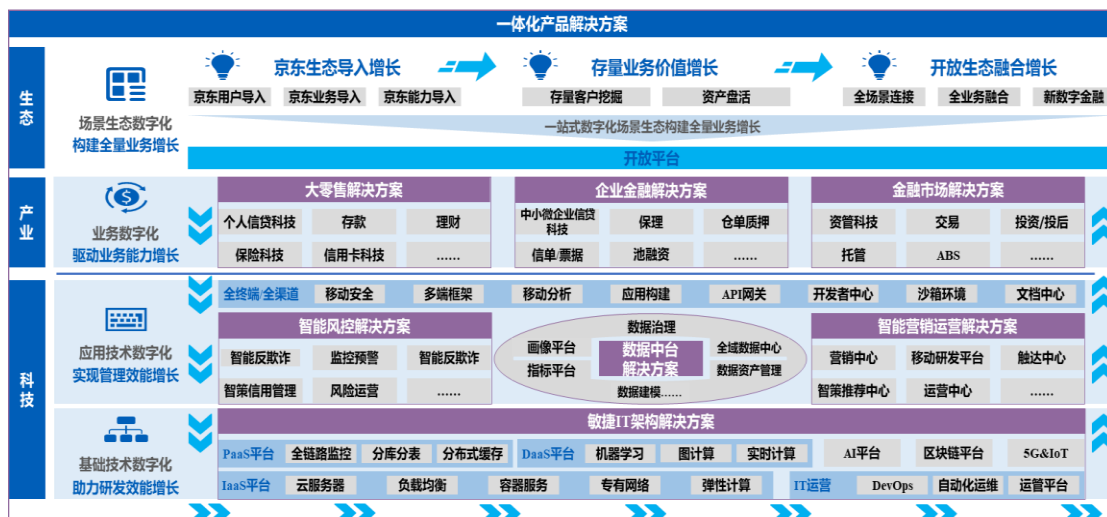 一体化产品解决方案
生态
场景生态数字化
构建全量业务增长
京东生态导入增长
存量业务价值增长
开放生态融合增长
京东用户导入 京东业务导入 京东能力导入
存量客户挖掘 资产盘活
全场景连接 全业务融合 新数字金融
一站式数字化场景生态构建全量业务增长
开放平台
产业
业务数字化
驱动业务能力增长
大零售解决方案
个人信贷科技 存款 理财
保险科技 信用卡科技 ……
企业金融解决方案
中小微企业信贷
科技
保理 仓单质押
信单/票据 池融资 ……
金融市场解决方案
资管科技 交易 投资/投后
托管 ABS ……
科技
应用技术数字化
实现管理效能增长
全终端/全渠道 移动安全 多端框架 移动分析 应用构建 API网关 开发者中心 沙箱环境 文档中心
智能风控解决方案
智能反欺诈 监控预警 智能反欺诈
智策信用管理 风险运营 ……
数据治理
画像平台
指标平台
数据中台
解决方案
全域数据中心
数据资产管理
数据建模……
智能营销运营解决方案
营销中心 移动研发平台 触达中心
智策推荐中心 运营中心 ……
基础技术数字化
助力研发效能增长
敏捷IT架构解决方案
PaaS平台 全链路监控 分库分表 分布式缓存
DaaS平台 机器学习 图计算 实时计算
AI平台 区块链平台 5G&IoT
IaaS平台 云服务器 负载均衡 容器服务 专有网络 弹性计算
IT运营 DevOps 自动化运维 运管平台